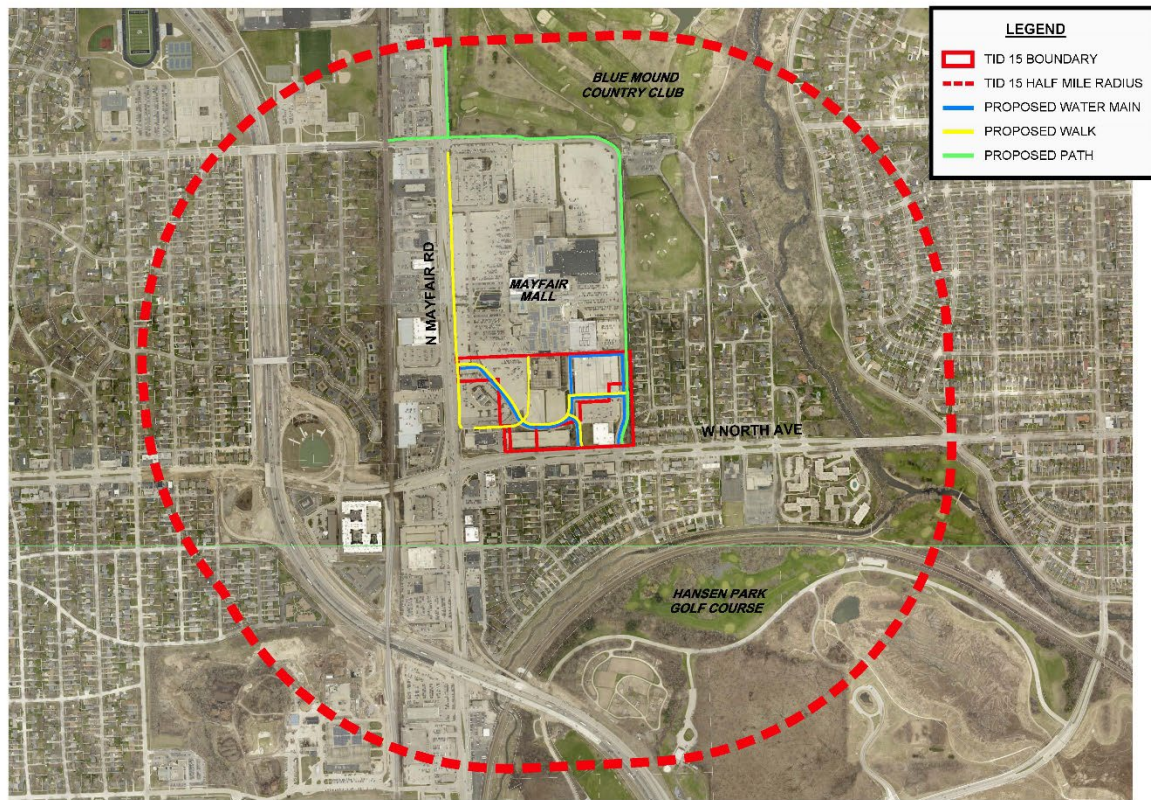 LEGEND
TID 15 BOUNDARY
TID 15 HALF MILE RADIUS
PROPOSED WATER MAIN
PROPOSED WALK
PROPOSED PATH
BLUE MOUND
COUNTRY CLUB
N MAYFAIR RD
MAYFAIR
MALL
W NORTH AVE
HANSEN PARK
GOLF COURSE